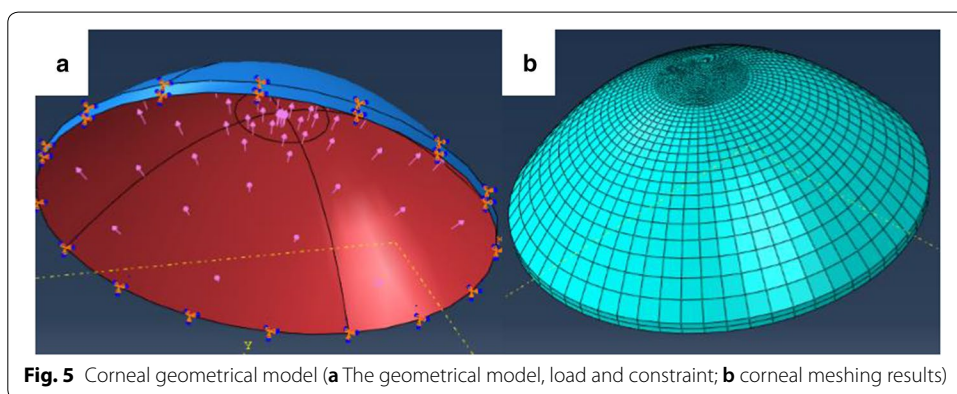 a
b
Y
Fig. 5 Corneal geometrical model (a The geometrical model, load and constraint; b corneal meshing results)